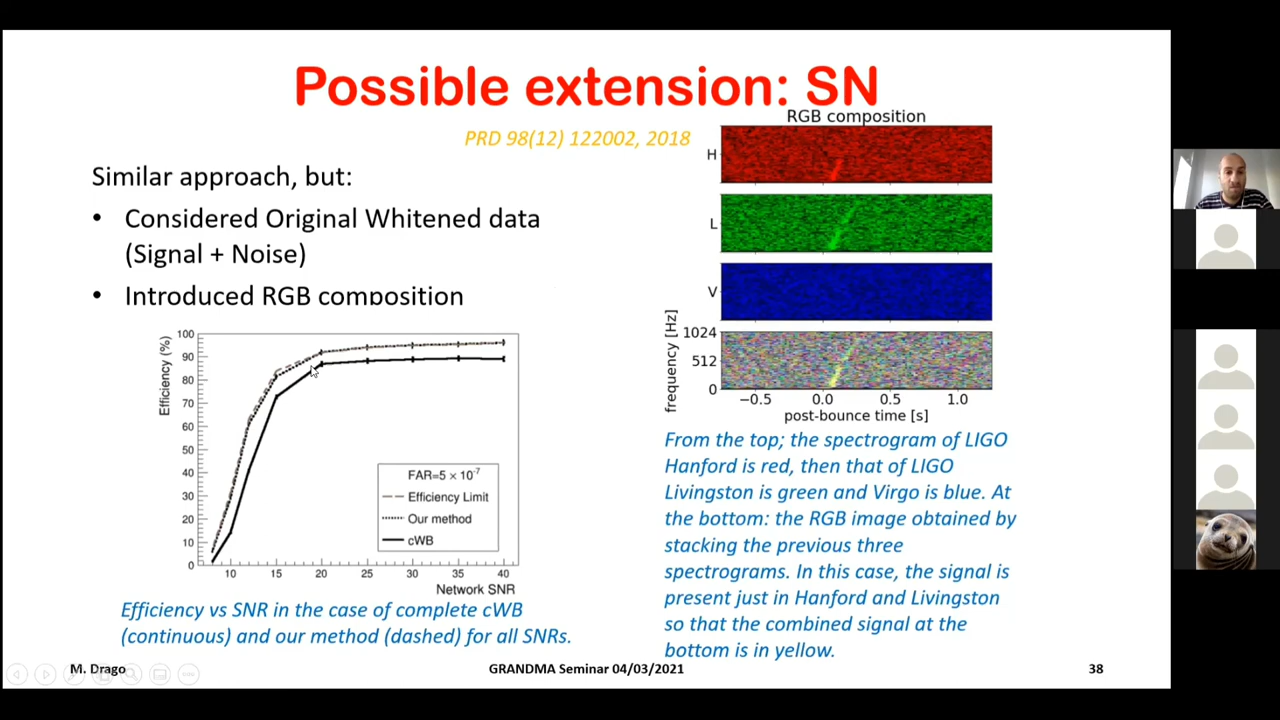 Possible extension: SN
PRD 98(12) 122002, 2018
Similar approach, but:
• Considered Original Whitened data
(Signal + Noise)
• Introduced RGB composition
Efficiency (%)
100
90
80
70
60
50
40
30
20
10
0
10
15
20
25
30
35
40
Network SNR
FAR=5 × 10⁻⁷
Efficiency Limit
Our method
cWB
Efficiency vs SNR in the case of complete cWB
(continuous) and our method (dashed) for all SNRs.
RGB composition
H
L
V
frequency [Hz]
1024
512
0
−0.5
0.0
0.5
1.0
post-bounce time [s]
From the top; the spectrogram of LIGO
Hanford is red, then that of LIGO
Livingston is green and Virgo is blue. At
the bottom: the RGB image obtained by
stacking the previous three
spectrograms. In this case, the signal is
present just in Hanford and Livingston
so that the combined signal at the
bottom is in yellow.
M. Drago
GRANDMA Seminar 04/03/2021
38